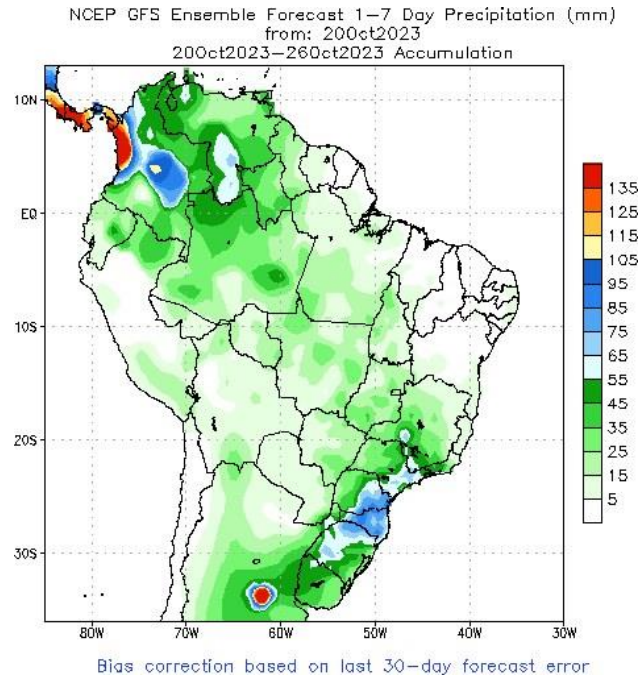 NCEP GFS Ensemble Forecast 1-7 Day Precipitation (mm)
from: 20Oct2023
20Oct2023-26Oct2023 Accumulation
10N
EQ
10S
20S
30S
80W 70W 60W 50W 40W 30W
135
125
115
105
95
85
75
65
55
45
35
25
15
5
Bias correction based on last 30-day forecast error